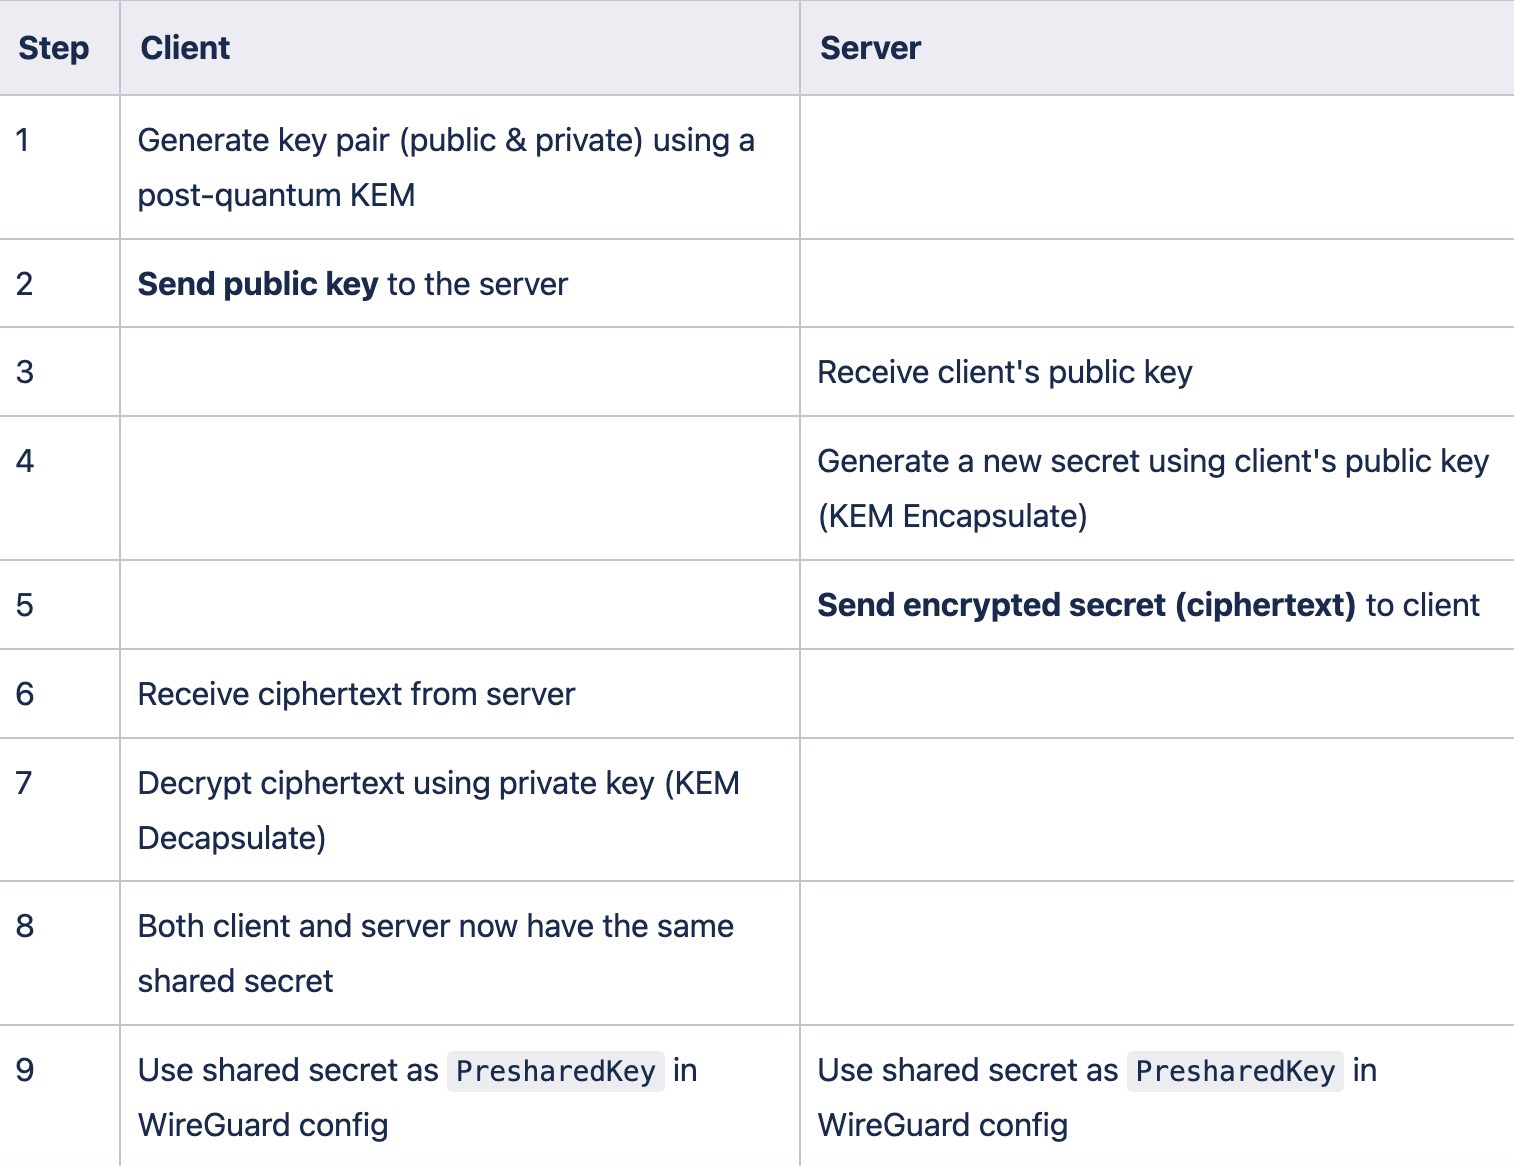 Step Client Server
1 Generate key pair (public & private) using a
post-quantum KEM
2 Send public key to the server
3 Receive client's public key
4 Generate a new secret using client's public key
(KEM Encapsulate)
5 Send encrypted secret (ciphertext) to client
6 Receive ciphertext from server
7 Decrypt ciphertext using private key (KEM
Decapsulate)
8 Both client and server now have the same
shared secret
9 Use shared secret as PresharedKey in
WireGuard config
Use shared secret as PresharedKey in
WireGuard config